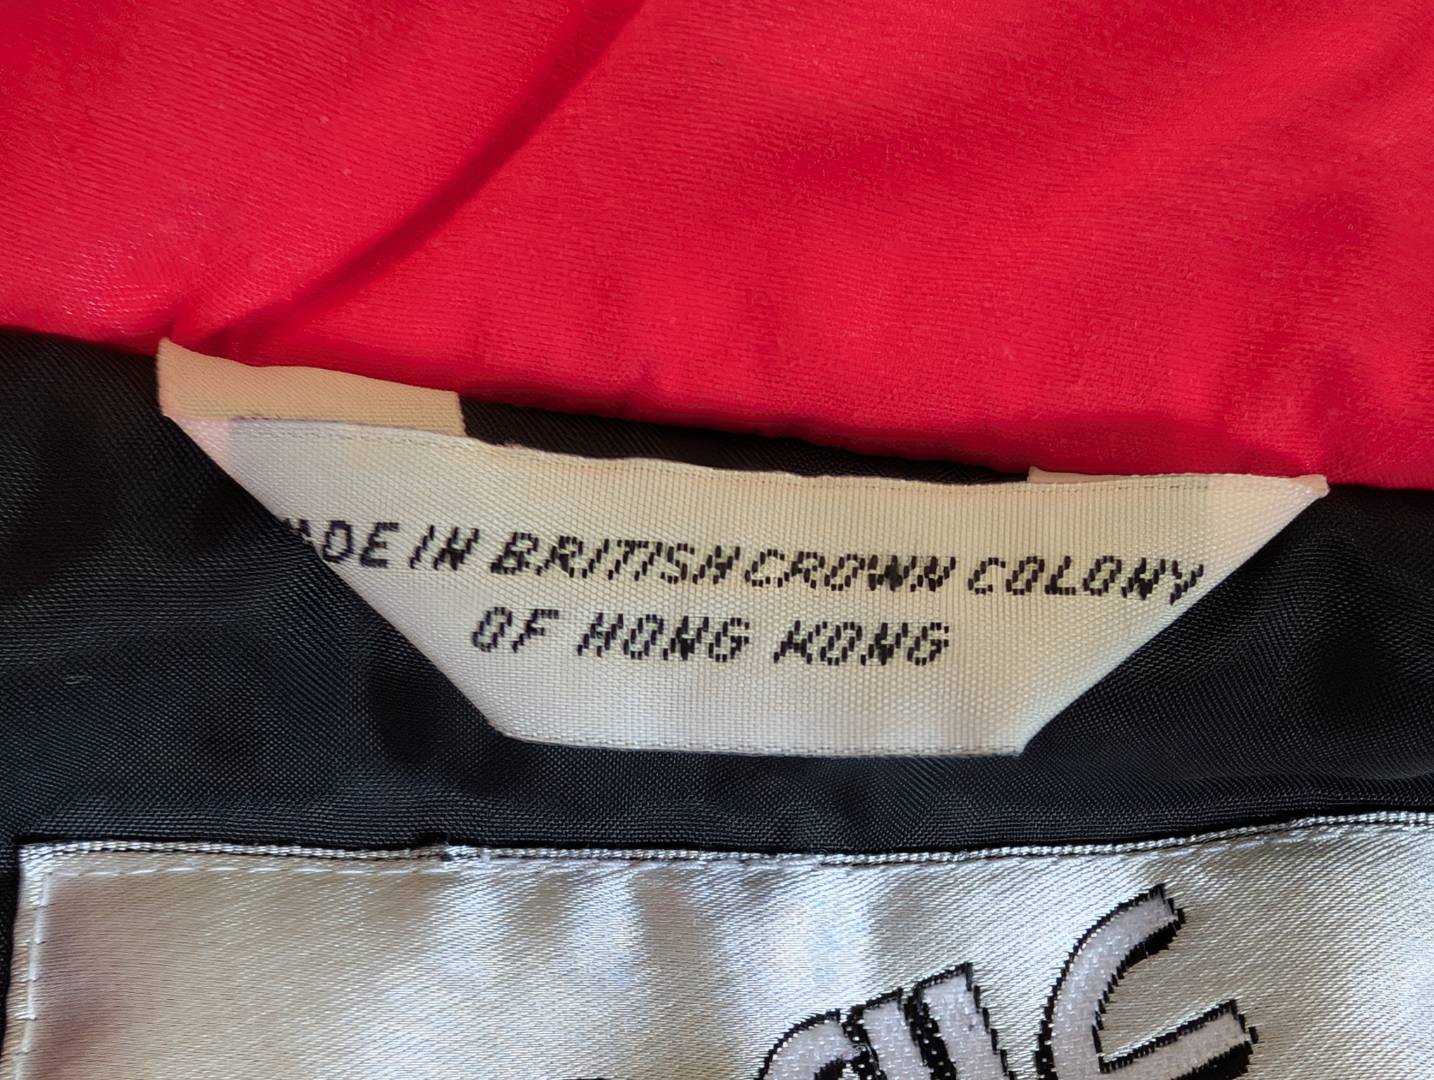 MADE IN BRITISH CROWN COLONY
OF HONG KONG